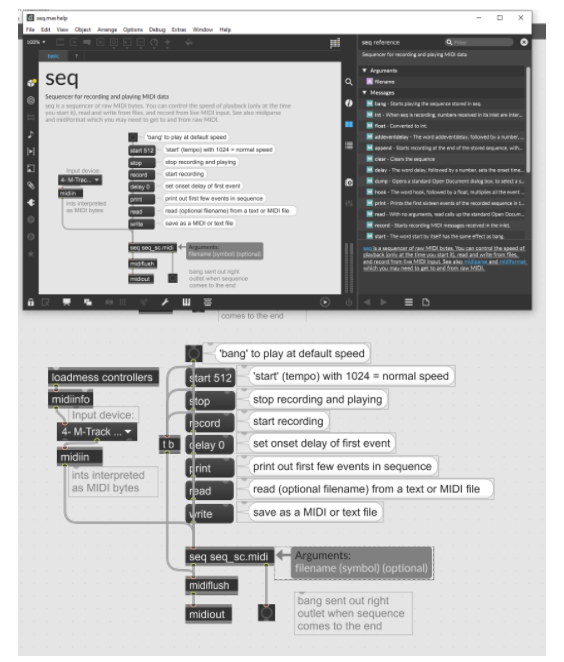 seq.maxhelp
File Edit View Object Arrange Options Debug Extras Window Help
100%
basic ?
seq
Sequencer for recording and playing MIDI data
seq is a sequencer of raw MIDI bytes. You can control the speed of playback (only at the time
you start it), read and write from files, and record from live MIDI input. See also midiparse
and midiformat which you may need to get to and from raw MIDI.
'bang' to play at default speed
start 512 'start' (tempo) with 1024 = normal speed
stop stop recording and playing
record start recording
delay 0 set onset delay of first event
print print out first few events in sequence
read read (optional filename) from a text or MIDI file
write save as a MIDI or text file
Input device:
4- M-Track ...
midiin
ints interpreted
as MIDI bytes
seq seq_sc.midi
Arguments:
filename (symbol) (optional)
midiflush
midiout
bang sent out right
outlet when sequence
comes to the end
seq reference
Sequencer for recording and playing MIDI data
Arguments
filename
Messages
bang - Starts playing the sequence stored in seq.
int - When seq is recording, numbers received in its inlet are inter...
float - Converted to int.
addeventdelay - The word addeventdelay, followed by a number, ...
append - Starts recording at the end of the stored sequence, with...
clear - Clears the sequence
delay - The word delay, followed by a number, sets the onset time...
dump - Opens a standard Open Document dialog box, to select a s...
hook - The word hook, followed by a float, multiplies all the event ...
print - Prints the first sixteen events of the recorded sequence in t...
read - With no arguments, read calls up the standard Open Docum...
record - Starts recording MIDI messages received in the inlet.
start - The word start by itself has the same effect as bang.
seq is a sequencer of raw MIDI bytes. You can control the speed of
playback (only at the time you start it), read and write from files,
and record from live MIDI input. See also midiparse and midiformat
which you may need to get to and from raw MIDI.
comes to the end
'bang' to play at default speed
loadmess controllers
start 512 'start' (tempo) with 1024 = normal speed
midiinfo
stop stop recording and playing
Input device:
record start recording
4- M-Track ...
t b
delay 0 set onset delay of first event
midiin
print print out first few events in sequence
ints interpreted
as MIDI bytes
read read (optional filename) from a text or MIDI file
write save as a MIDI or text file
seq seq_sc.midi
Arguments:
filename (symbol) (optional)
midiflush
midiout
bang sent out right
outlet when sequence
comes to the end